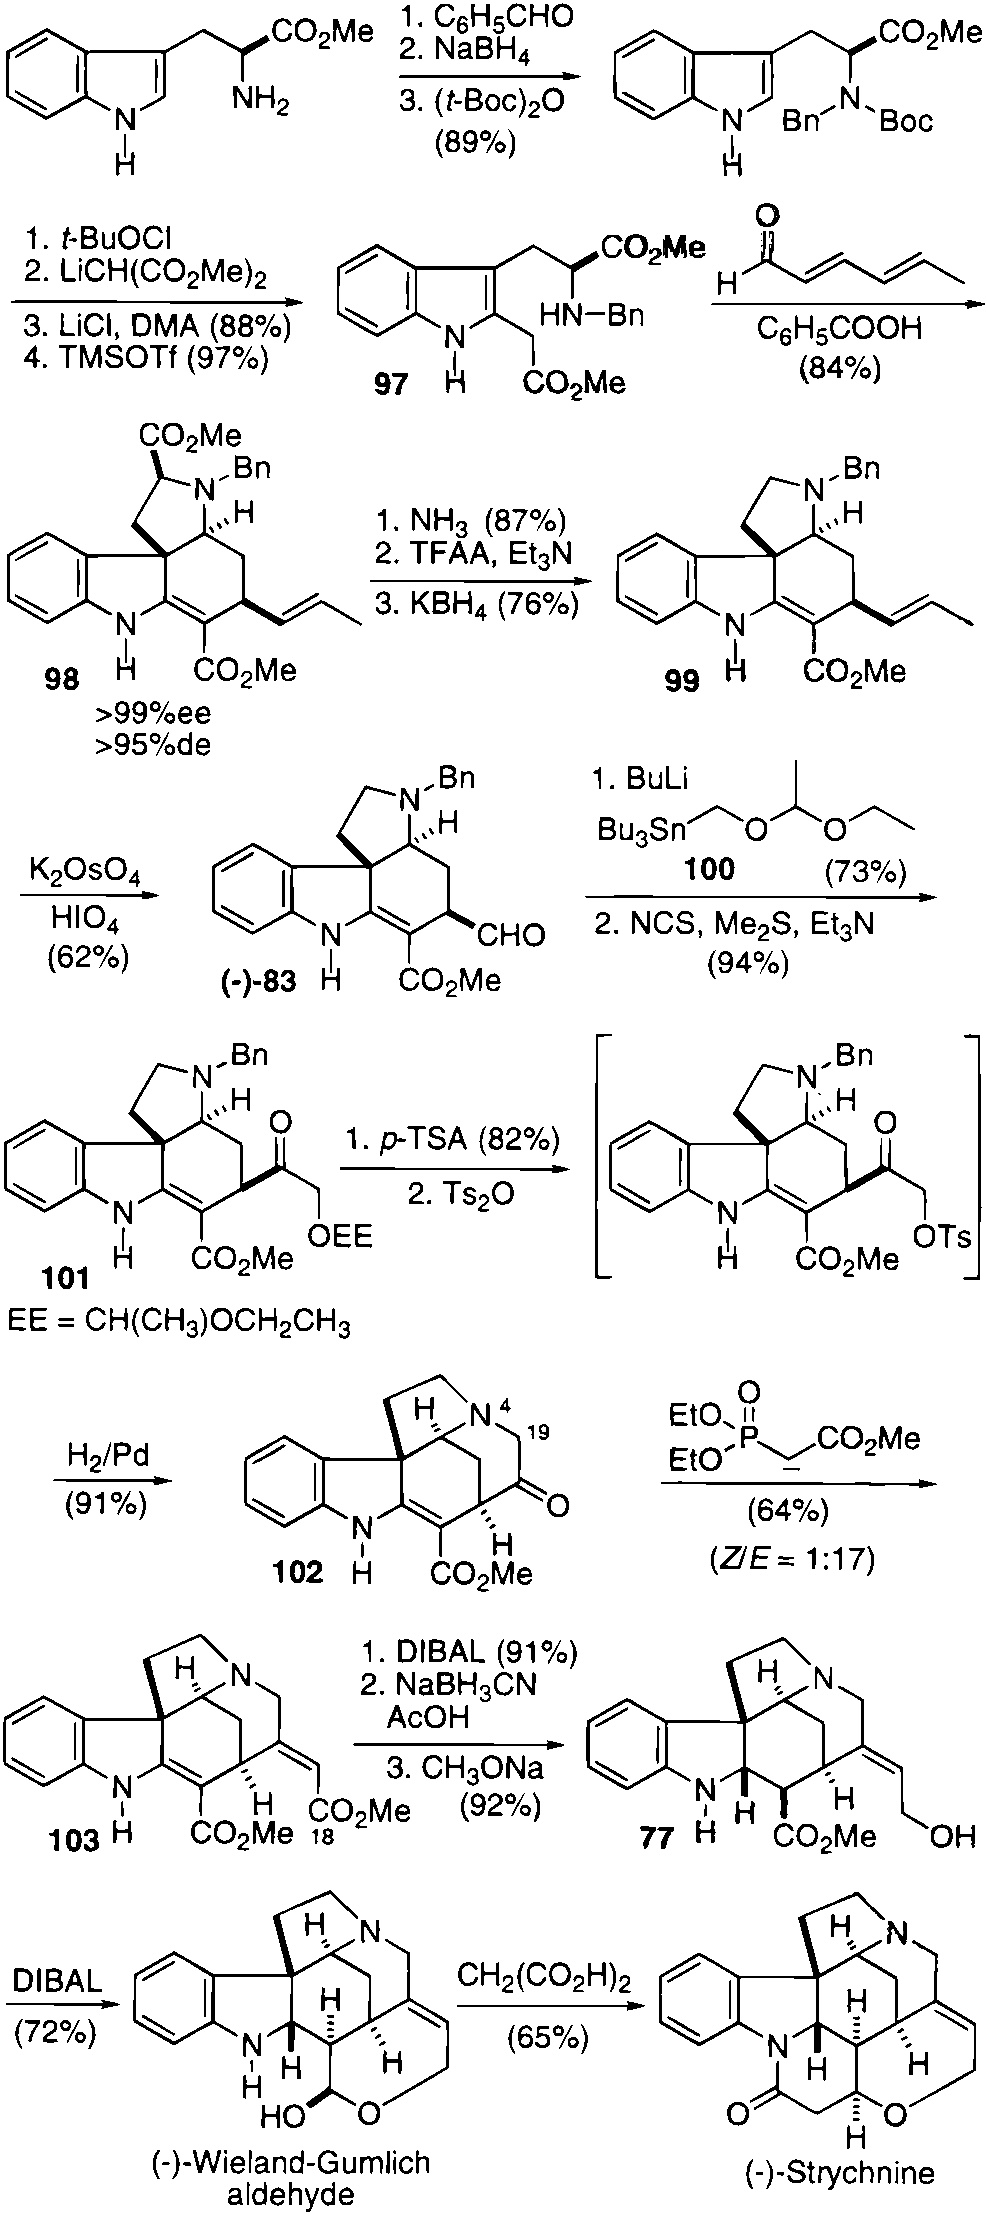 CO2Me
NH2
N
H
1. C6H5CHO
2. NaBH4
3. (t-Boc)2O
(89%)
CO2Me
N
Bn
Boc
N
H
1. t-BuOCl
2. LiCH(CO2Me)2
3. LiCl, DMA (88%)
4. TMSOTf (97%)
CO2Me
HN
Bn
N
H
CO2Me
97
O
H
C6H5COOH
(84%)
CO2Me
N
Bn
H
N
H
CO2Me
98
>99%ee
>95%de
1. NH3 (87%)
2. TFAA, Et3N
3. KBH4 (76%)
N
Bn
H
N
H
CO2Me
99
K2OsO4
HIO4
(62%)
N
Bn
H
N
H
CHO
CO2Me
(-)-83
1. BuLi
Bu3Sn
O
O
100
(73%)
2. NCS, Me2S, Et3N
(94%)
N
Bn
H
O
N
H
OEE
CO2Me
101
EE = CH(CH3)OCH2CH3
1. p-TSA (82%)
2. Ts2O
N
Bn
H
O
N
H
OTs
CO2Me
H2/Pd
(91%)
H
N
4
19
O
N
H
H
CO2Me
102
O
EtO
P
EtO
CO2Me
(64%)
(Z/E = 1:17)
H
N
N
H
H
CO2Me
CO2Me
18
103
1. DIBAL (91%)
2. NaBH3CN
AcOH
3. CH3ONa
(92%)
H
N
N
H
H
H
CO2Me
OH
77
DIBAL
(72%)
H
N
H
N
H
H
H
HO
O
(-)-Wieland-Gumlich
aldehyde
CH2(CO2H)2
(65%)
H
N
H
N
H
H
O
O
H
(-)-Strychnine